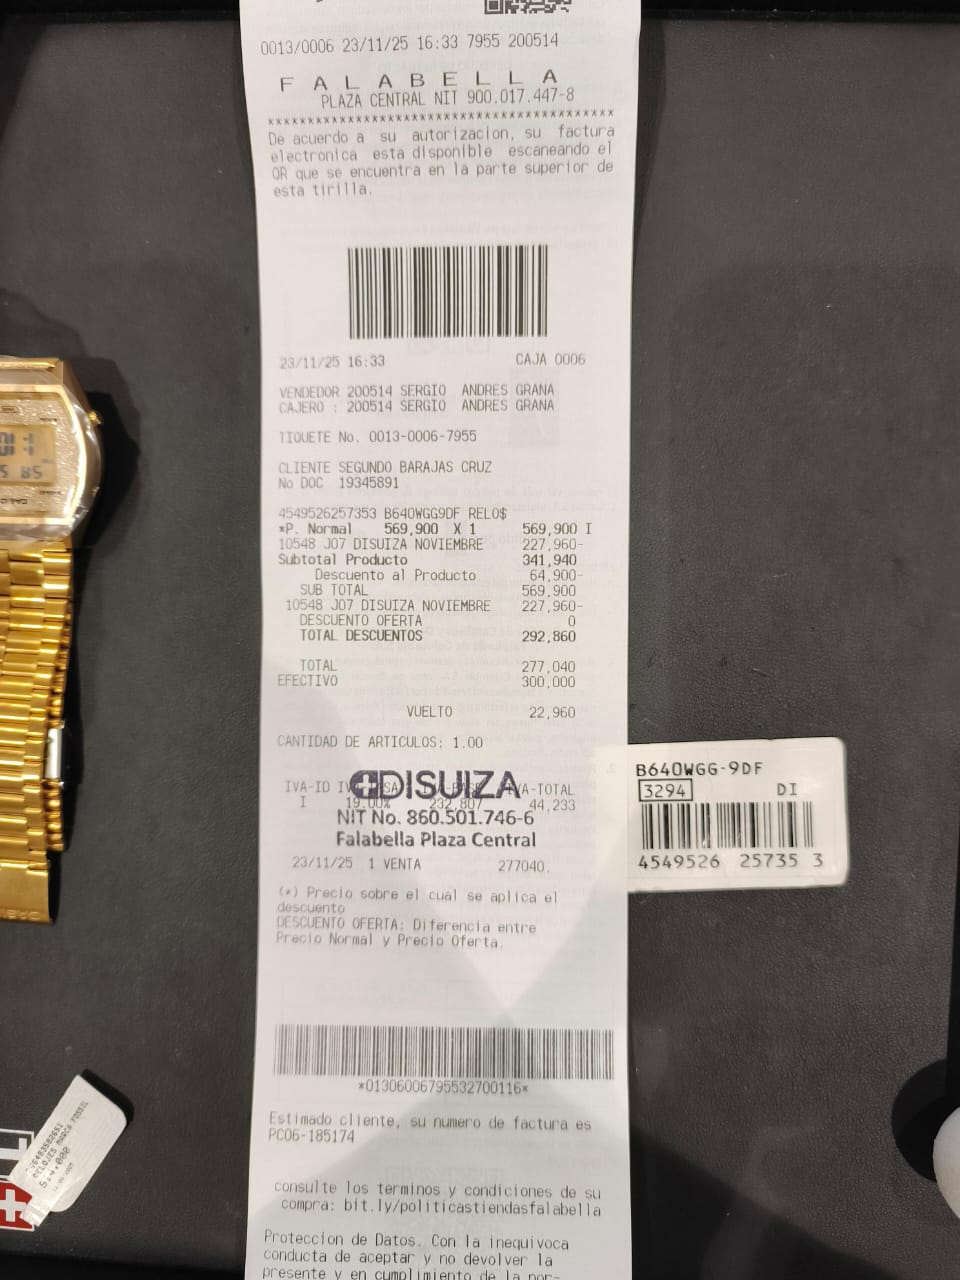 0013/0006 23/11/25 16:33 7955 200514
F A L A B E L L A
PLAZA CENTRAL NIT 900.017.447-8
******************************************
De acuerdo a su autorizacion, su factura
electronica esta disponible escaneando el
QR que se encuentra en la parte superior de
esta tirilla.
23/11/25 16:33 CAJA 0006
VENDEDOR 200514 SERGIO ANDRES GRANA
CAJERO : 200514 SERGIO ANDRES GRANA
TIQUETE No. 0013-0006-7955
CLIENTE SEGUNDO BARAJAS CRUZ
No DOC 19345891
4549526257353 B640WGG9DF RELO$
*P. Normal 569,900 X 1 569,900 I
10548 J07 DISUIZA NOVIEMBRE 227,960-
Subtotal Producto 341,940
Descuento al Producto 64,900-
SUB TOTAL 569,900
10548 J07 DISUIZA NOVIEMBRE 227,960-
DESCUENTO OFERTA 0
TOTAL DESCUENTOS 292,860
TOTAL 277,040
EFECTIVO 300,000
VUELTO 22,960
CANTIDAD DE ARTICULOS: 1.00
DISUIZA
IVA-ID IVA-TOTAL
I 19.00% 232,807 44,233
NIT No. 860.501.746-6
Falabella Plaza Central
23/11/25 1 VENTA 277040.
(*) Precio sobre el cual se aplica el
descuento
DESCUENTO OFERTA: Diferencia entre
Precio Normal y Precio Oferta.
*01306006795532700116*
Estimado cliente, su numero de factura es
PC06-185174
consulte los terminos y condiciones de su
compra: bit.ly/politicastiendasfalabella
Proteccion de Datos. Con la inequivoca
conducta de aceptar y no devolver la
presente y en cumplimiento de la nor-
B640WGG-9DF
3294 DI
4549526 25735 3
RELOJES MARCA FOSSIL
CASIO